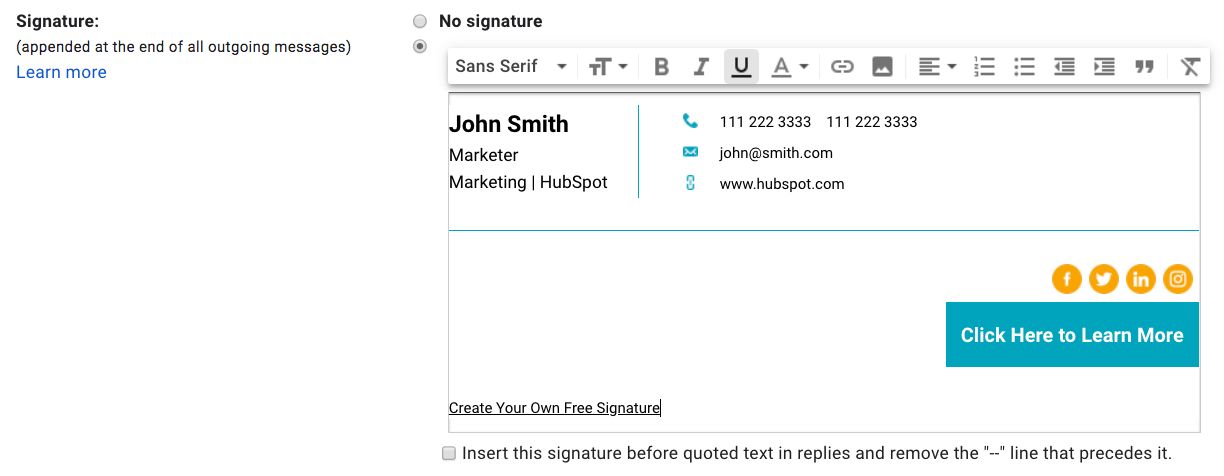 Signature:
(appended at the end of all outgoing messages)
Learn more
No signature
Sans Serif
John Smith
Marketer
Marketing | HubSpot
111 222 3333 111 222 3333
john@smith.com
www.hubspot.com
Click Here to Learn More
Create Your Own Free Signature
Insert this signature before quoted text in replies and remove the "--" line that precedes it.